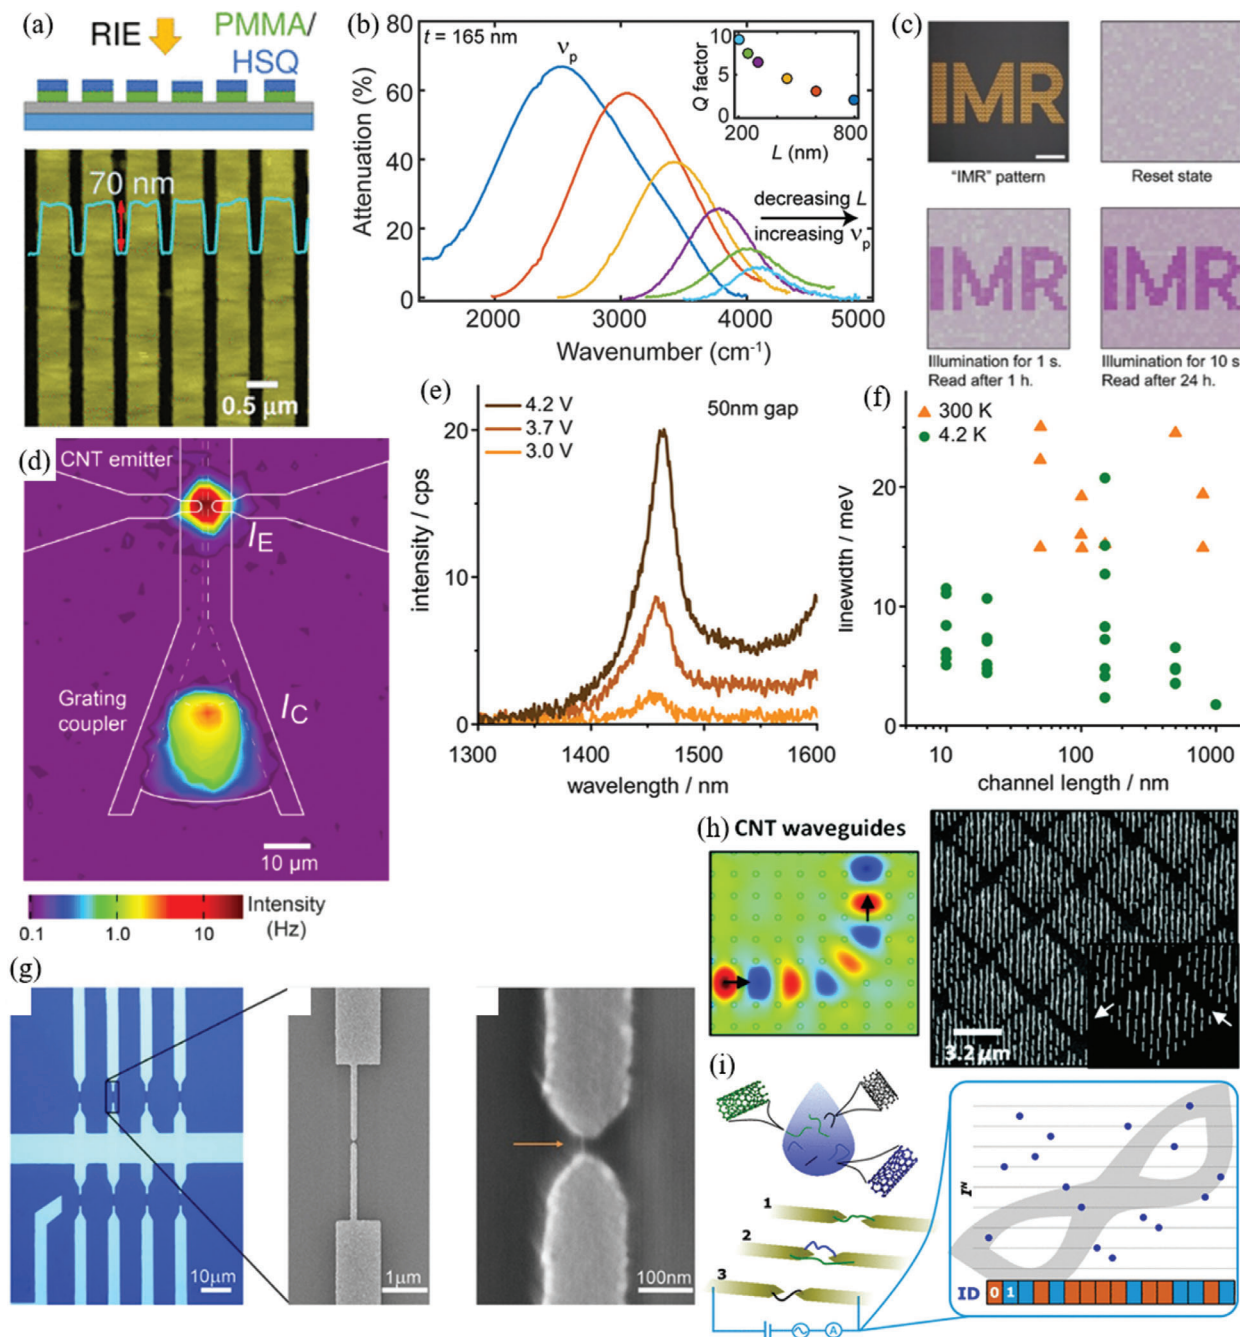 (a)
RIE
PMMA/
HSQ
70 nm
0.5 μm
(b)
t = 165 nm
νp
Attenuation (%)
80
60
40
20
0
2000
3000
4000
5000
Wavenumber (cm-1)
Q factor
10
5
0
200
800
L (nm)
decreasing L
increasing νp
(c)
IMR
"IMR" pattern
Reset state
IMR
Illumination for 1 s.
Read after 1 h.
IMR
Illumination for 10 s
Read after 24 h.
(d)
CNT emitter
IE
Grating
coupler
IC
10 μm
0.1
1.0
10
Intensity
(Hz)
(e)
4.2 V
3.7 V
3.0 V
50nm gap
intensity / cps
20
10
0
1300
1400
1500
1600
wavelength / nm
(f)
300 K
4.2 K
linewidth / meV
20
10
0
10
100
1000
channel length / nm
(g)
10μm
1μm
100nm
(h) CNT waveguides
3.2 μm
(i)
1
2
3
A
IN
ID
0
1